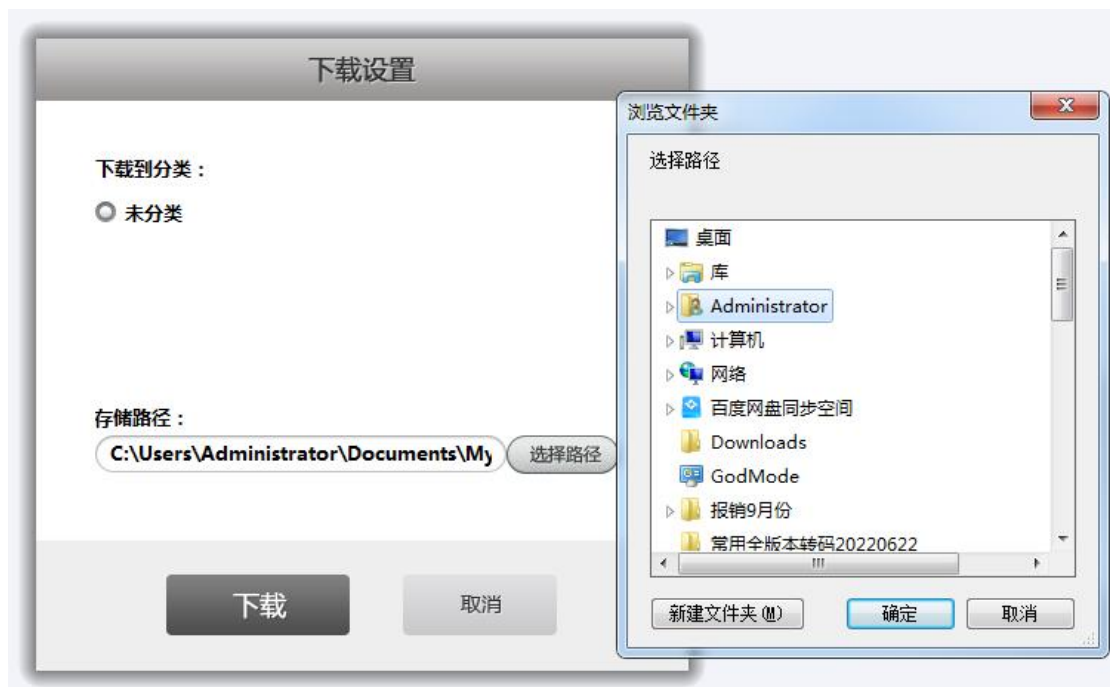 下载设置
下载到分类：
未分类
存储路径：
C:\Users\Administrator\Documents\My
选择路径
下载
取消
浏览文件夹
选择路径
桌面
库
Administrator
计算机
网络
百度网盘同步空间
Downloads
GodMode
报销9月份
常用全版本转码20220622
新建文件夹(M)
确定
取消